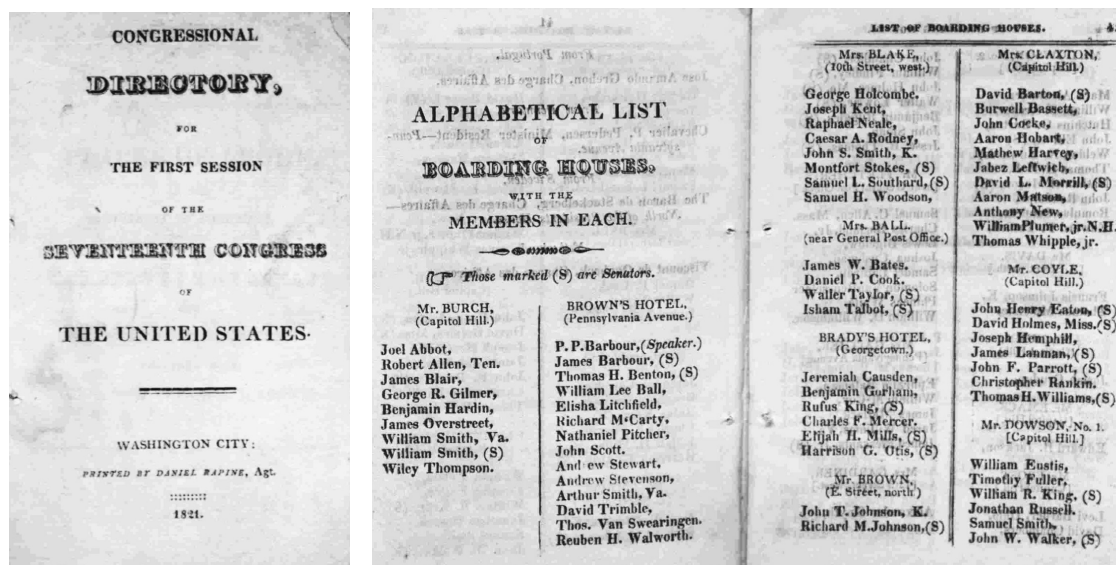 CONGRESSIONAL
DIRECTORY,
FOR
THE FIRST SESSION
OF THE
SEVENTEENTH CONGRESS
OF
THE UNITED STATES.
WASHINGTON CITY:
PRINTED BY DANIEL RAPINE, Agt.
1821.
ALPHABETICAL LIST
OF
BOARDING HOUSES,
WITH THE
MEMBERS IN EACH.
Those marked (S) are Senators.
Mr. BURCH,
(Capitol Hill.)
Joel Abbot,
Robert Allen, Ten.
James Blair,
George R. Gilmer,
Benjamin Hardin,
James Overstreet,
William Smith, Va.
William Smith, (S)
Wiley Thompson.
BROWN'S HOTEL,
(Pennsylvania Avenue.)
P. P. Barbour, (Speaker.)
James Barbour, (S)
Thomas H. Benton, (S)
William Lee Ball,
Elisha Litchfield,
Richard M'Carty,
Nathaniel Pitcher,
John Scott.
Andrew Stewart,
Andrew Stevenson,
Arthur Smith, Va.
David Trimble,
Thos. Van Swearingen.
Reuben H. Walworth.
LIST OF BOARDING HOUSES.
Mrs. BLAKE,
(10th Street, west.)
George Holcombe.
Joseph Kent,
Raphael Neale,
Caesar A. Rodney,
John S. Smith, K.
Montfort Stokes, (S)
Samuel L. Southard, (S)
Samuel H. Woodson,
Mrs. BALL.
(near General Post Office.)
James W. Bates.
Daniel P. Cook.
Waller Taylor, (S)
Isham Talbot, (S)
BRADY'S HOTEL,
(Georgetown.)
Jeremiah Causden,
Benjamin Gorham,
Rufus King, (S)
Charles F. Mercer.
Elijah H. Mills, (S)
Harrison G. Otis, (S)
Mr. BROWN,
(E. Street, north)
John T. Johnson, K.
Richard M. Johnson, (S)
Mrs. CLAXTON,
(Capitol Hill.)
David Barton, (S)
Burwell Bassett,
John Cocke,
Aaron Hobart,
Mathew Harvey,
Jabez Leftwich,
David L. Morrill, (S)
Aaron Matson,
Anthony New,
William Plumer, jr. N.H.
Thomas Whipple, jr.
Mr. COYLE,
(Capitol Hill.)
John Henry Eaton, (S)
David Holmes, Miss. (S)
Joseph Hemphill,
James Lanman, (S)
John F. Parrott, (S)
Christopher Rankin.
Thomas H. Williams, (S)
Mr. DOWSON, No. 1.
[Capitol Hill.]
William Eustis,
Timothy Fuller,
William R. King. (S)
Jonathan Russell.
Samuel Smith,
John W. Walker, (S)